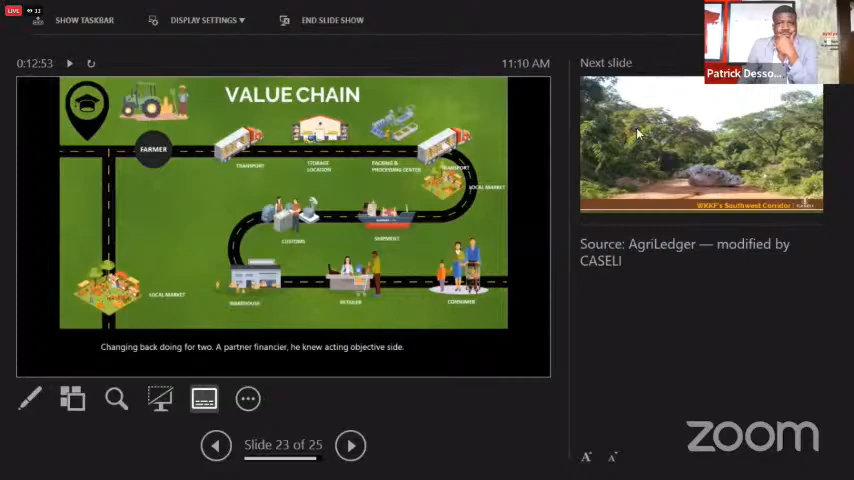 LIVE 33
SHOW TASKBAR
DISPLAY SETTINGS ▼
END SLIDE SHOW
Patrick Desso...
0:12:53
11:10 AM
Next slide
VALUE CHAIN
FARMER
TRANSPORT
STORAGE
LOCATION
PACKING &
PROCESSING CENTER
TRANSPORT
LOCAL MARKET
CUSTOMS
SHIPMENT
LOCAL MARKET
WAREHOUSE
RETAILER
CONSUMER
Changing back doing for two. A partner financier, he knew acting objective side.
WKKF's Southwest Corridor
Source: AgriLedger — modified by
CASELI
Slide 23 of 25
A A
zoom